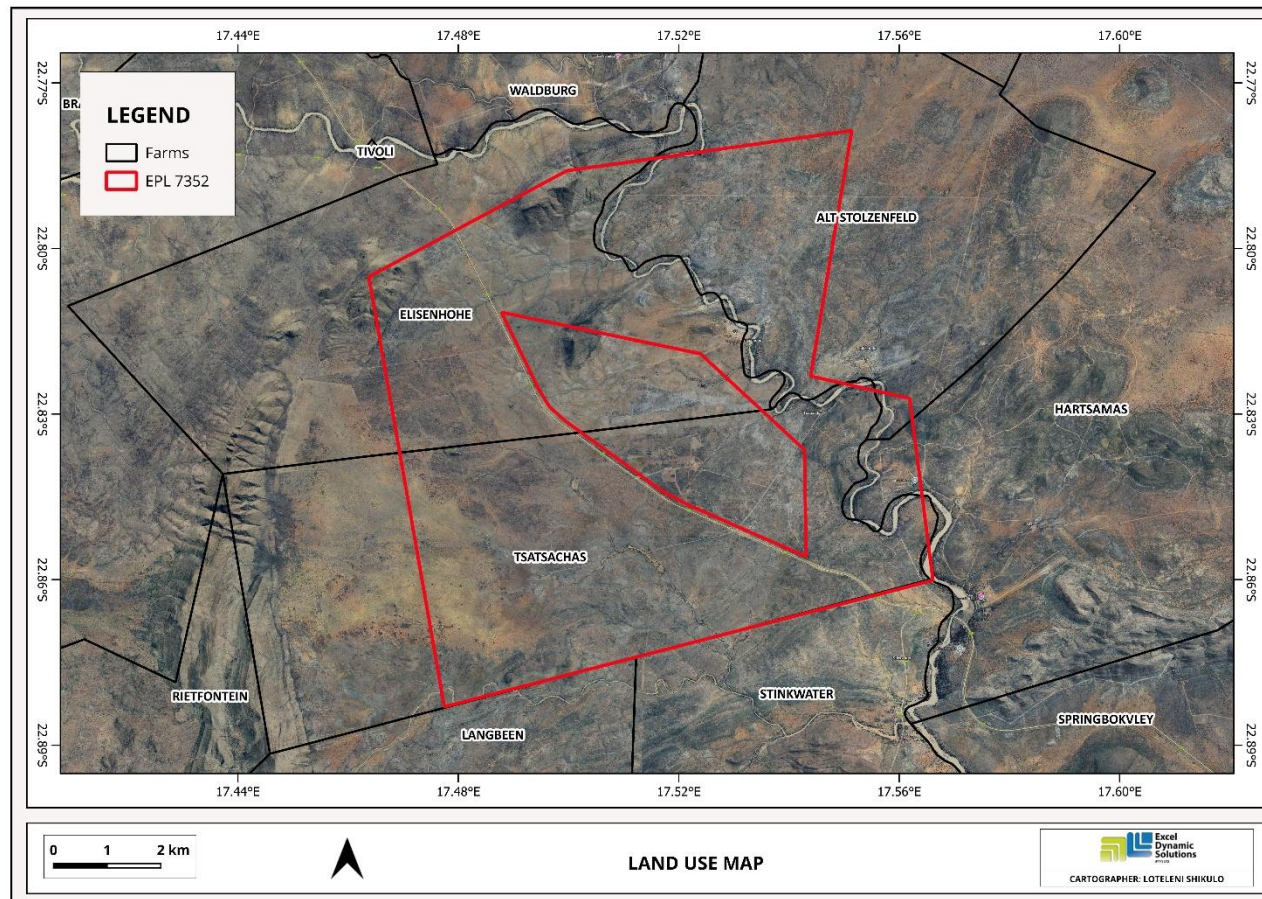 17.44°E 17.48°E 17.52°E 17.56°E 17.60°E
22.77°S 22.77°S
LEGEND
Farms
EPL 7352
WALDBURG
TIVOLI
ALT STOLZENFELD
22.80°S 22.80°S
ELISENHOHE
HARTSAMAS
22.83°S 22.83°S
TSATSACHAS
22.86°S 22.86°S
RIETFONTEIN
STINKWATER
LANGBEEN
SPRINGBOKVLEY
22.89°S 22.89°S
17.44°E 17.48°E 17.52°E 17.56°E 17.60°E
0 1 2 km
LAND USE MAP
Excel
Dynamic
Solutions
CARTOGRAPHER: LOTELENI SHIKULO